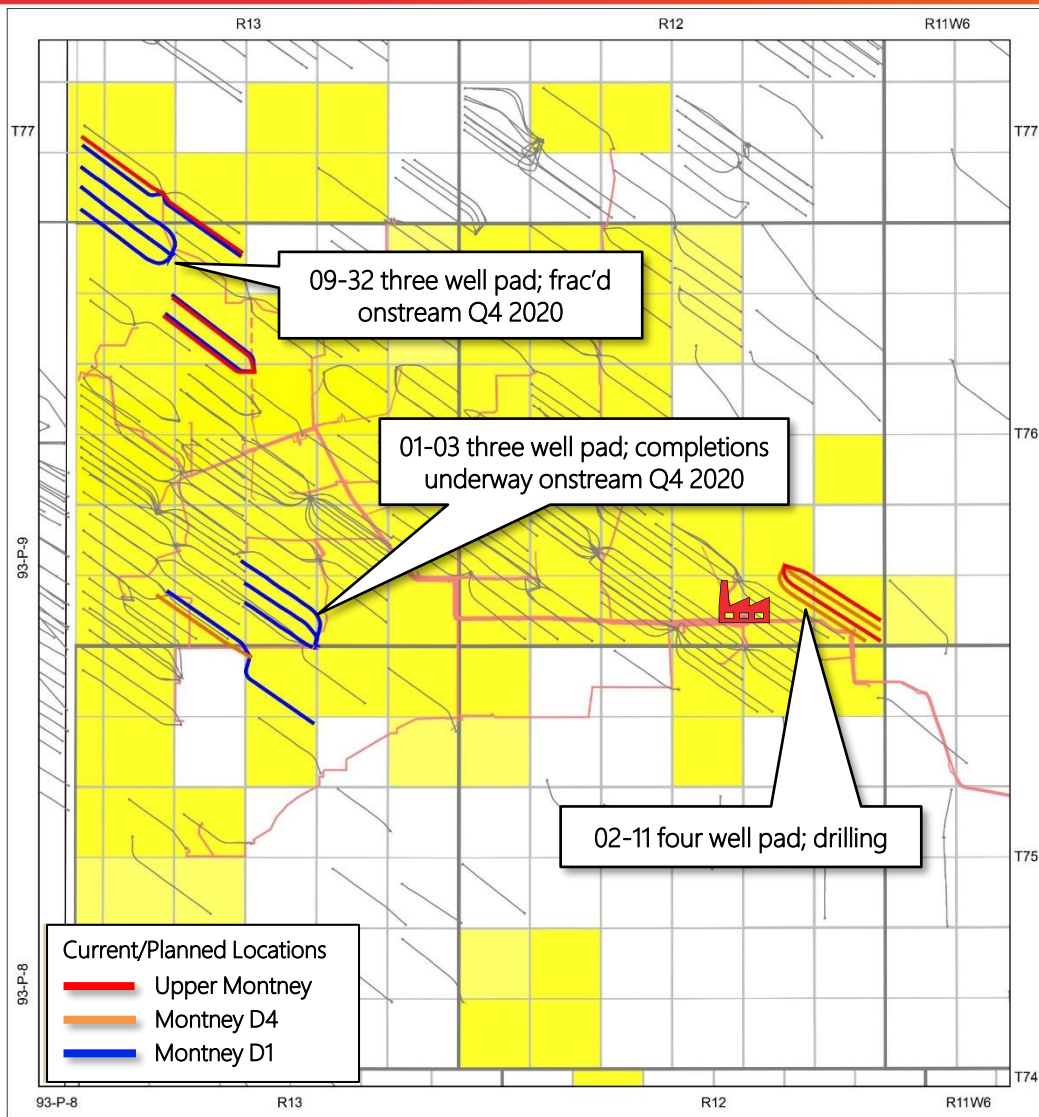 R13 R12 R11W6
T77 T77
09-32 three well pad; frac'd
onstream Q4 2020
01-03 three well pad; completions
underway onstream Q4 2020
T76
93-P-9
02-11 four well pad; drilling
T75
Current/Planned Locations
Upper Montney
Montney D4
Montney D1
93-P-8
T74
93-P-8 R13 R12 R11W6